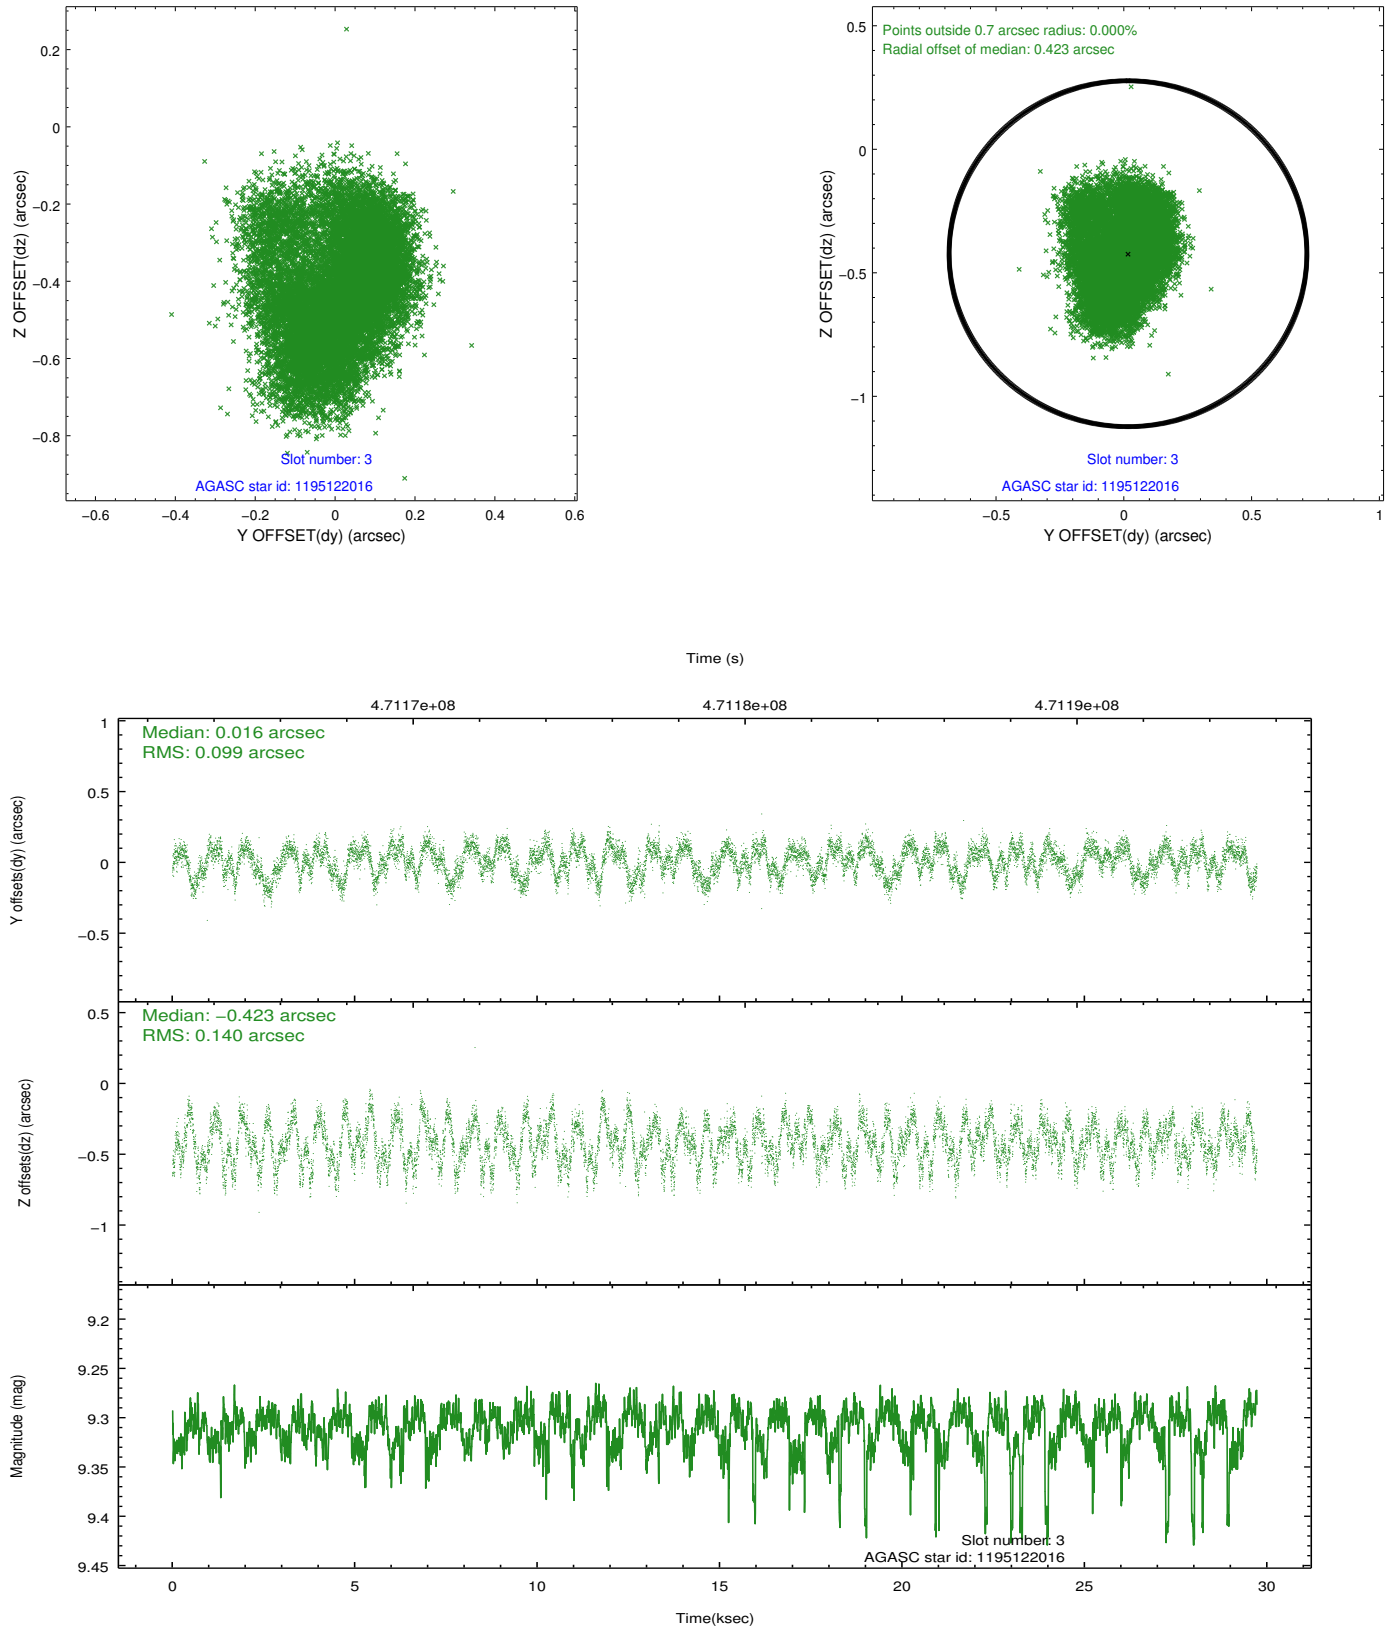 0.2
0
−0.2
−0.4
−0.6
−0.8
Z OFFSET(dz) (arcsec)
Slot number: 3
AGASC star id: 1195122016
−0.6 −0.4 −0.2 0 0.2 0.4 0.6
Y OFFSET(dy) (arcsec)
Points outside 0.7 arcsec radius: 0.000%
Radial offset of median: 0.423 arcsec
0.5
0
−0.5
−1
Z OFFSET(dz) (arcsec)
Slot number: 3
AGASC star id: 1195122016
−0.5 0 0.5 1
Y OFFSET(dy) (arcsec)
Time (s)
4.7117e+08 4.7118e+08 4.7119e+08
Median: 0.016 arcsec
RMS: 0.099 arcsec
1
0.5
0
−0.5
Y offsets(dy) (arcsec)
Median: −0.423 arcsec
RMS: 0.140 arcsec
0.5
0
−0.5
−1
Z offsets(dz) (arcsec)
9.2
9.25
9.3
9.35
9.4
9.45
Magnitude (mag)
Slot number: 3
AGASC star id: 1195122016
0 5 10 15 20 25 30
Time(ksec)